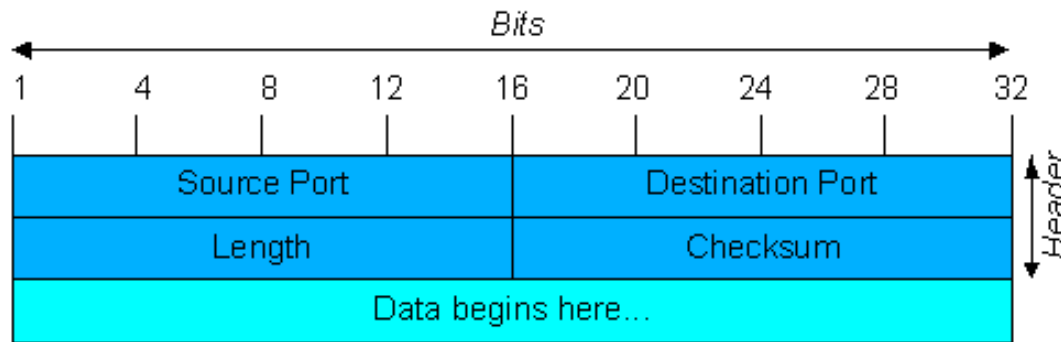 Bits
1 4 8 12 16 20 24 28 32
Source Port Destination Port
Header
Length Checksum
Data begins here...